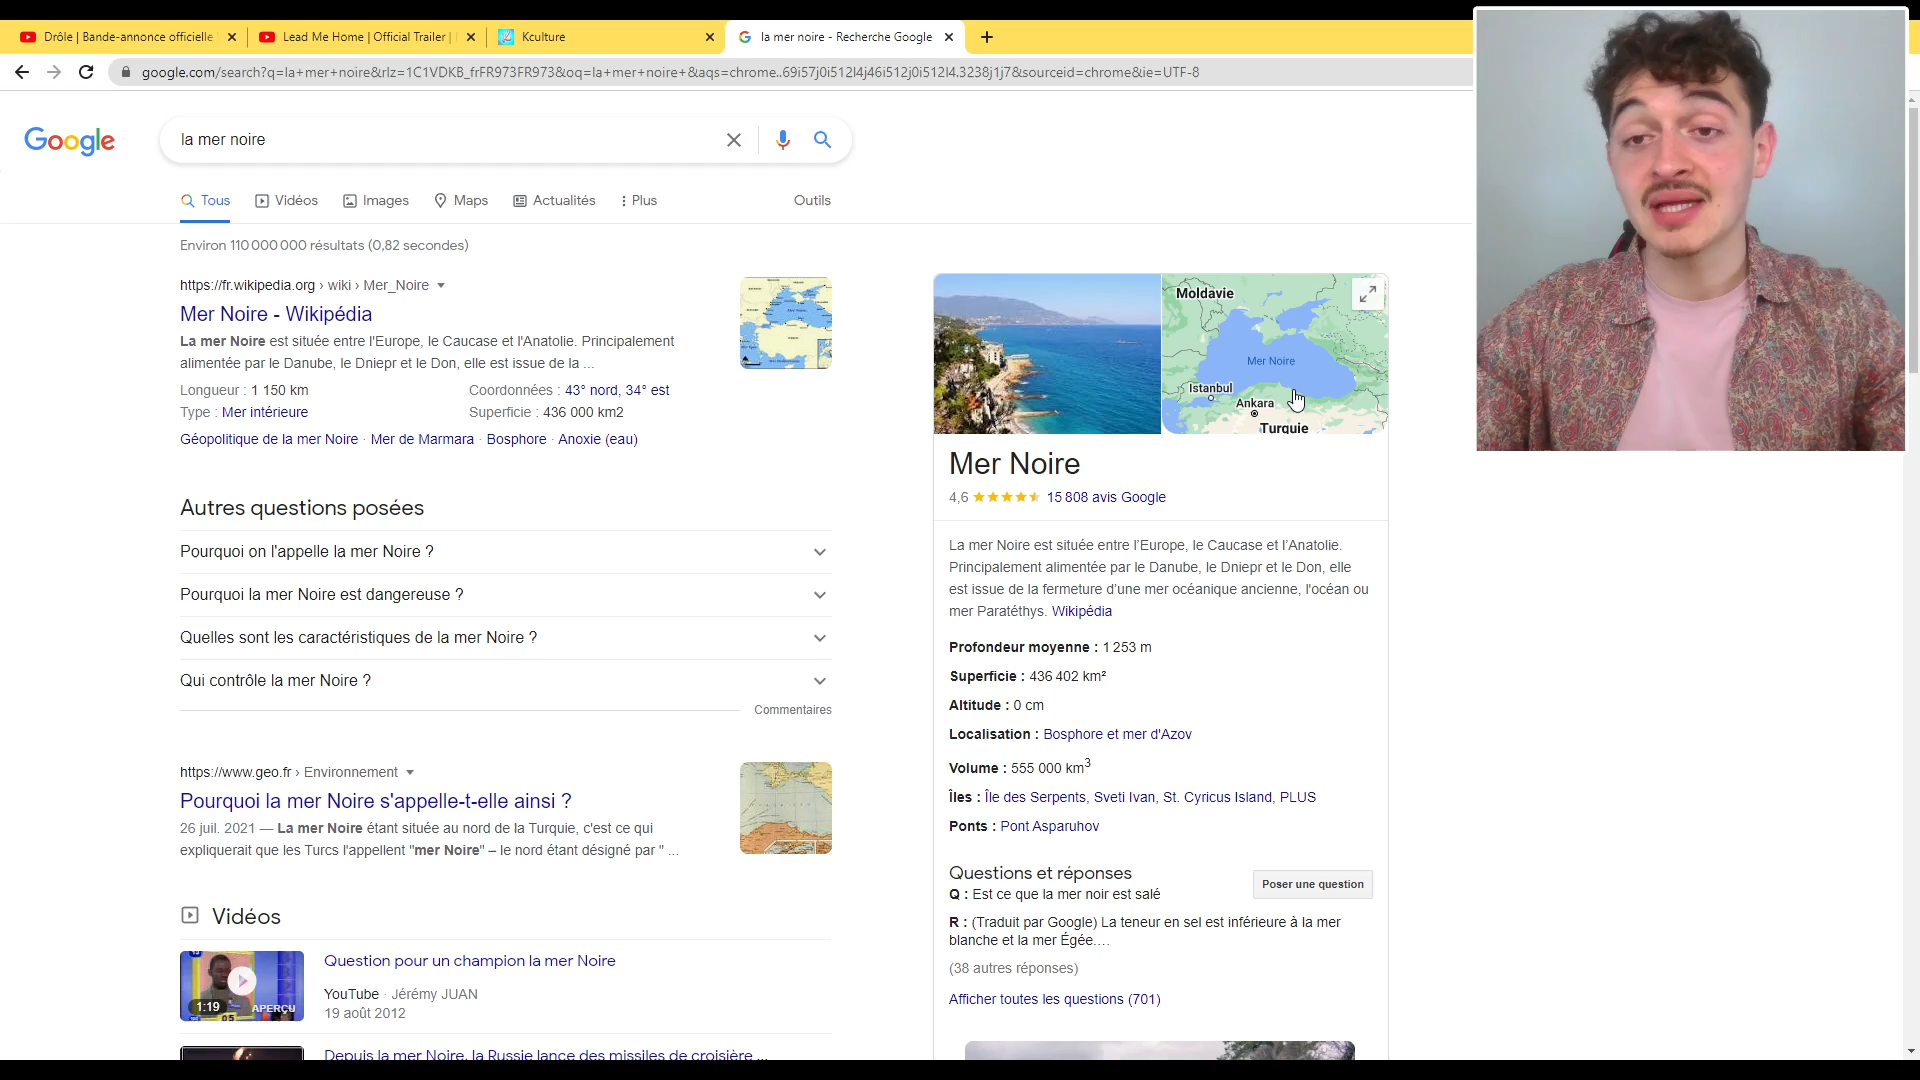 Drôle | Bande-annonce officielle
Lead Me Home | Official Trailer |
Kculture
la mer noire - Recherche Google
google.com/search?q=la+mer+noire&rlz=1C1VDKB_frFR973FR973&oq=la+mer+noire+&aqs=chrome..69i57j0i512l4j46i512j0i512l4.3238j1j7&sourceid=chrome&ie=UTF-8
Google
la mer noire
Tous
Vidéos
Images
Maps
Actualités
Plus
Outils
Environ 110 000 000 résultats (0,82 secondes)
https://fr.wikipedia.org › wiki › Mer_Noire
Mer Noire - Wikipédia
La mer Noire est située entre l'Europe, le Caucase et l'Anatolie. Principalement
alimentée par le Danube, le Dniepr et le Don, elle est issue de la ...
Longueur : 1 150 km
Coordonnées : 43° nord, 34° est
Type : Mer intérieure
Superficie : 436 000 km2
Géopolitique de la mer Noire · Mer de Marmara · Bosphore · Anoxie (eau)
Autres questions posées
Pourquoi on l'appelle la mer Noire ?
Pourquoi la mer Noire est dangereuse ?
Quelles sont les caractéristiques de la mer Noire ?
Qui contrôle la mer Noire ?
Commentaires
https://www.geo.fr › Environnement
Pourquoi la mer Noire s'appelle-t-elle ainsi ?
26 juil. 2021 — La mer Noire étant située au nord de la Turquie, c'est ce qui
expliquerait que les Turcs l'appellent "mer Noire" – le nord étant désigné par " ...
Vidéos
1:19
APERÇU
05
Question pour un champion la mer Noire
YouTube · Jérémy JUAN
19 août 2012
Depuis la mer Noire, la Russie lance des missiles de croisière ...
Moldavie
Mer Noire
Istanbul
Ankara
Turquie
Mer Noire
4,6
15 808 avis Google
La mer Noire est située entre l'Europe, le Caucase et l'Anatolie.
Principalement alimentée par le Danube, le Dniepr et le Don, elle
est issue de la fermeture d'une mer océanique ancienne, l'océan ou
mer Paratéthys. Wikipédia
Profondeur moyenne : 1 253 m
Superficie : 436 402 km²
Altitude : 0 cm
Localisation : Bosphore et mer d'Azov
Volume : 555 000 km³
Îles : Île des Serpents, Sveti Ivan, St. Cyricus Island, PLUS
Ponts : Pont Asparuhov
Questions et réponses
Poser une question
Q : Est ce que la mer noir est salé
R : (Traduit par Google) La teneur en sel est inférieure à la mer
blanche et la mer Égée....
(38 autres réponses)
Afficher toutes les questions (701)